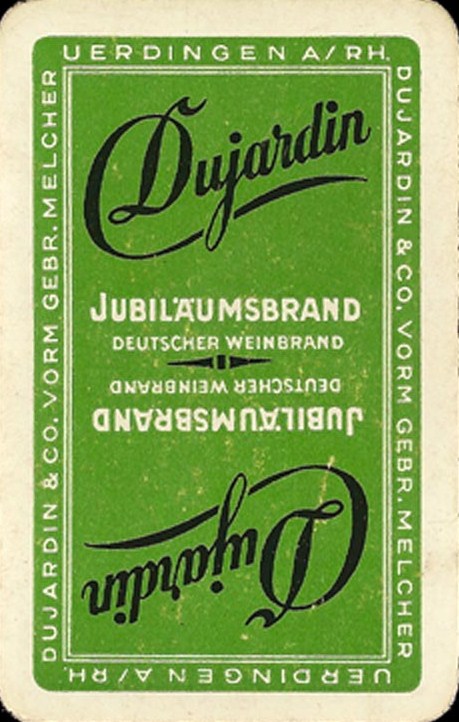 UERDINGEN A/RH.
DUJARDIN & CO. VORM GEBR. MELCHER
Dujardin
JUBILÄUMSBRAND
DEUTSCHER WEINBRAND
DEUTSCHER WEINBRAND
JUBILÄUMSBRAND
Dujardin
DUJARDIN & CO. VORM GEBR. MELCHER
UERDINGEN A/RH.